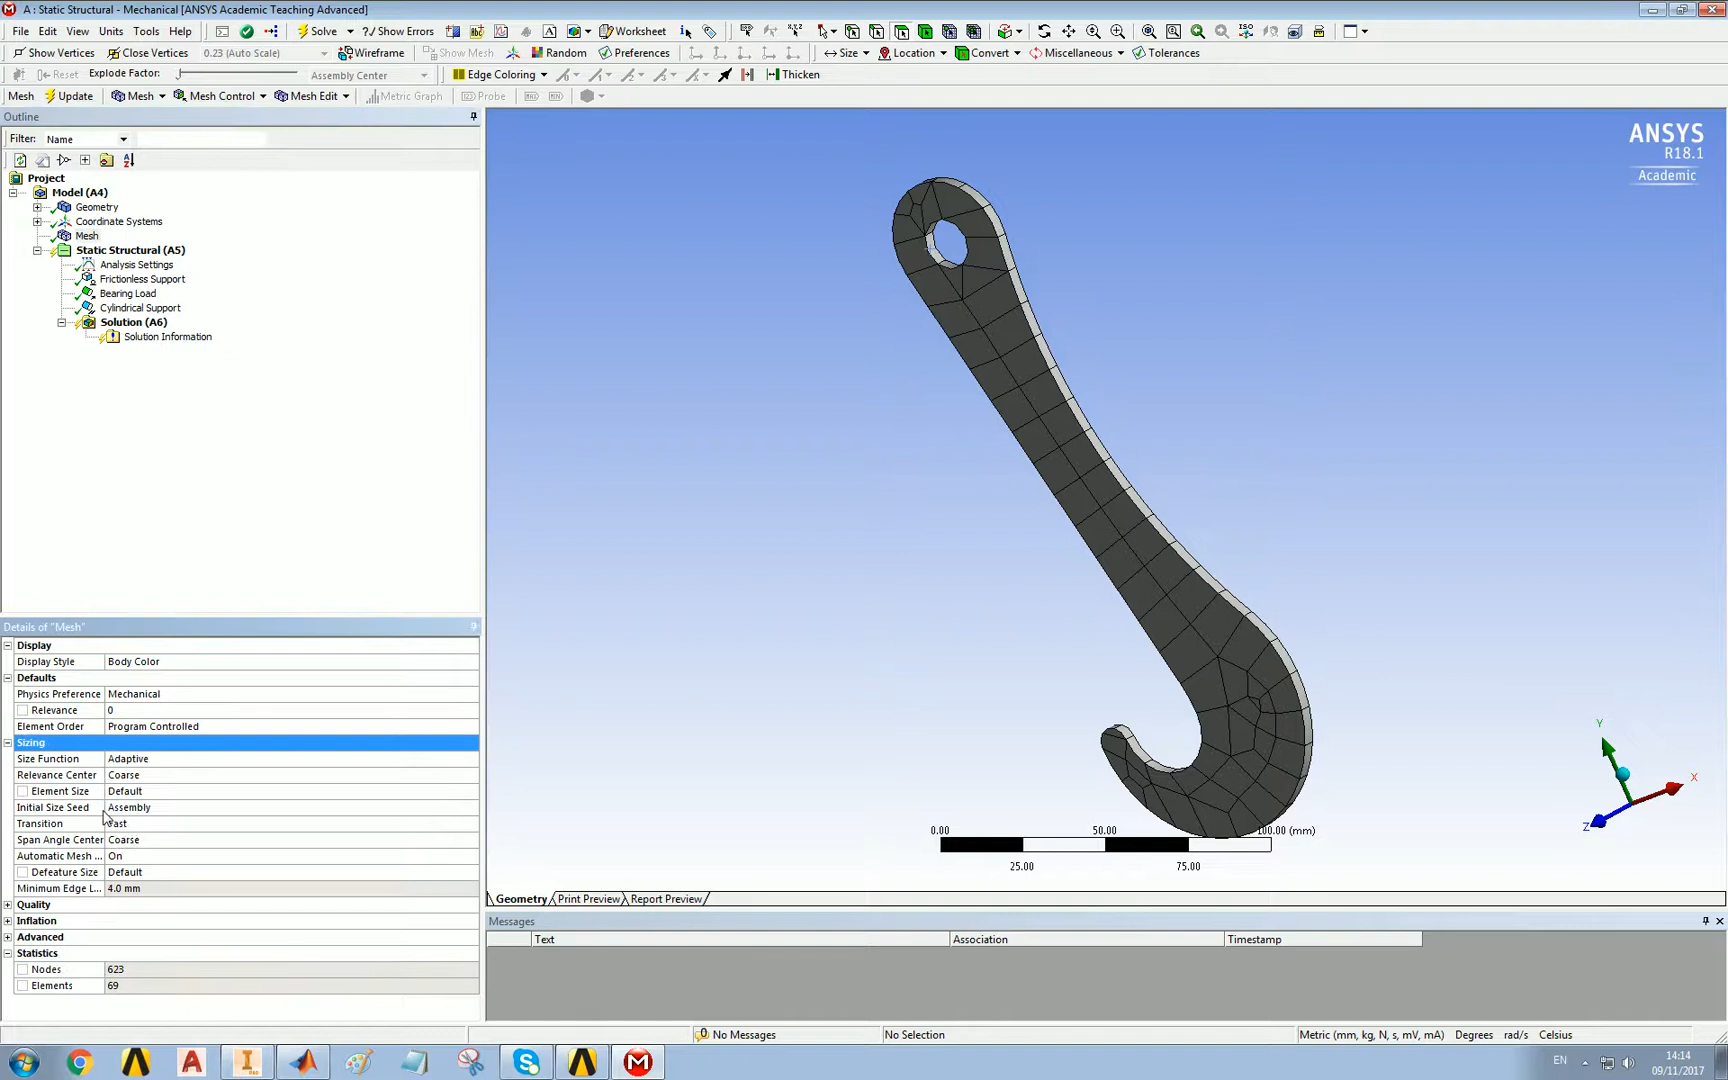 A : Static Structural - Mechanical [ANSYS Academic Teaching Advanced]
File Edit View Units Tools Help Solve ?/ Show Errors Worksheet
Show Vertices Close Vertices 0.23 (Auto Scale) Wireframe Show Mesh Random Preferences Size Location Convert Miscellaneous Tolerances
Reset Explode Factor: Assembly Center Edge Coloring Thicken
Mesh Update Mesh Mesh Control Mesh Edit Metric Graph Probe
Outline
Filter: Name
Project
Model (A4)
Geometry
Coordinate Systems
Mesh
Static Structural (A5)
Analysis Settings
Frictionless Support
Bearing Load
Cylindrical Support
Solution (A6)
Solution Information
ANSYS
R18.1
Academic
Y
X
Z
0.00 50.00 100.00 (mm)
25.00 75.00
Details of "Mesh"
Display
Display Style Body Color
Defaults
Physics Preference Mechanical
Relevance 0
Element Order Program Controlled
Sizing
Size Function Adaptive
Relevance Center Coarse
Element Size Default
Initial Size Seed Assembly
Transition Fast
Span Angle Center Coarse
Automatic Mesh ... On
Defeature Size Default
Minimum Edge L... 4.0 mm
Quality
Inflation
Advanced
Statistics
Nodes 623
Elements 69
Geometry Print Preview Report Preview
Messages
Text Association Timestamp
No Messages No Selection Metric (mm, kg, N, s, mV, mA) Degrees rad/s Celsius
EN 14:14
09/11/2017